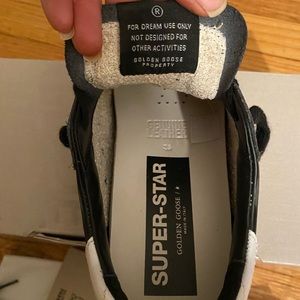 ®
FOR DREAM USE ONLY
NOT DESIGNED FOR
OTHER ACTIVITIES
GOLDEN GOOSE
PROPERTY
GENUINE
LEATHER
SUPER-STAR
GOLDEN GOOSE /
MADE IN ITALY